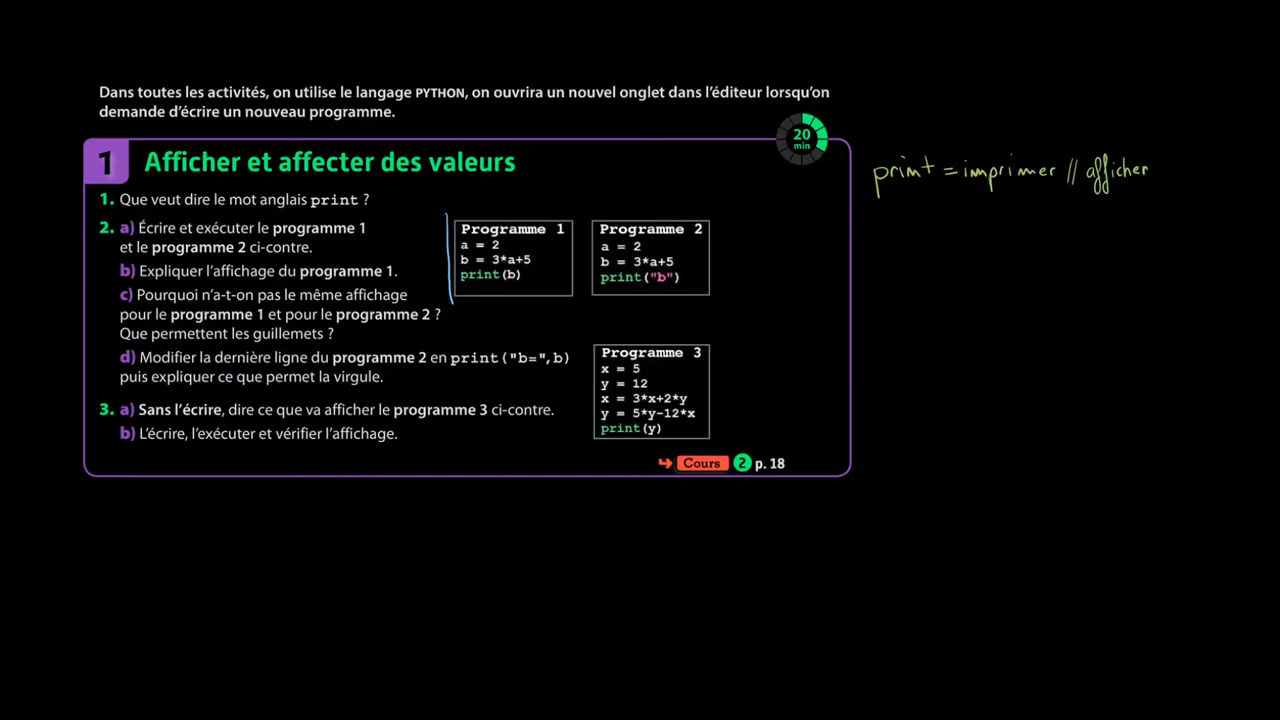 Dans toutes les activités, on utilise le langage PYTHON, on ouvrira un nouvel onglet dans l'éditeur lorsqu'on
demande d'écrire un nouveau programme.
20
min
1 Afficher et affecter des valeurs
print = imprimer // afficher
1. Que veut dire le mot anglais print ?
2. a) Écrire et exécuter le programme 1
et le programme 2 ci-contre.
b) Expliquer l'affichage du programme 1.
c) Pourquoi n'a-t-on pas le même affichage
pour le programme 1 et pour le programme 2 ?
Que permettent les guillemets ?
d) Modifier la dernière ligne du programme 2 en print("b=",b)
puis expliquer ce que permet la virgule.
Programme 1
a = 2
b = 3*a+5
print(b)
Programme 2
a = 2
b = 3*a+5
print("b")
3. a) Sans l'écrire, dire ce que va afficher le programme 3 ci-contre.
b) L'écrire, l'exécuter et vérifier l'affichage.
Programme 3
x = 5
y = 12
x = 3*x+2*y
y = 5*y-12*x
print(y)
Cours 2 p. 18